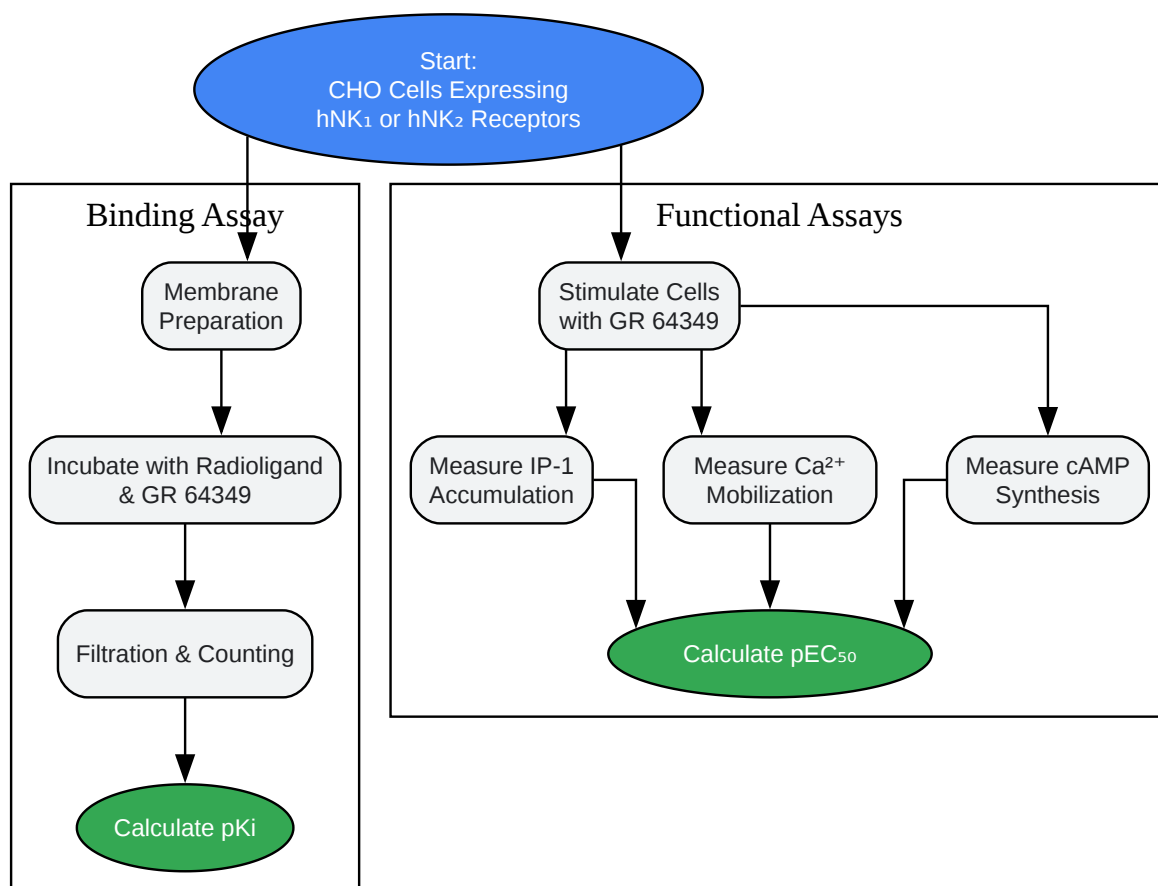 Start:
CHO Cells Expressing
hNK₁ or hNK₂ Receptors
Binding Assay
Membrane
Preparation
Incubate with Radioligand
& GR 64349
Filtration & Counting
Calculate pKi
Functional Assays
Stimulate Cells
with GR 64349
Measure IP-1
Accumulation
Measure Ca²⁺
Mobilization
Measure cAMP
Synthesis
Calculate pEC₅₀